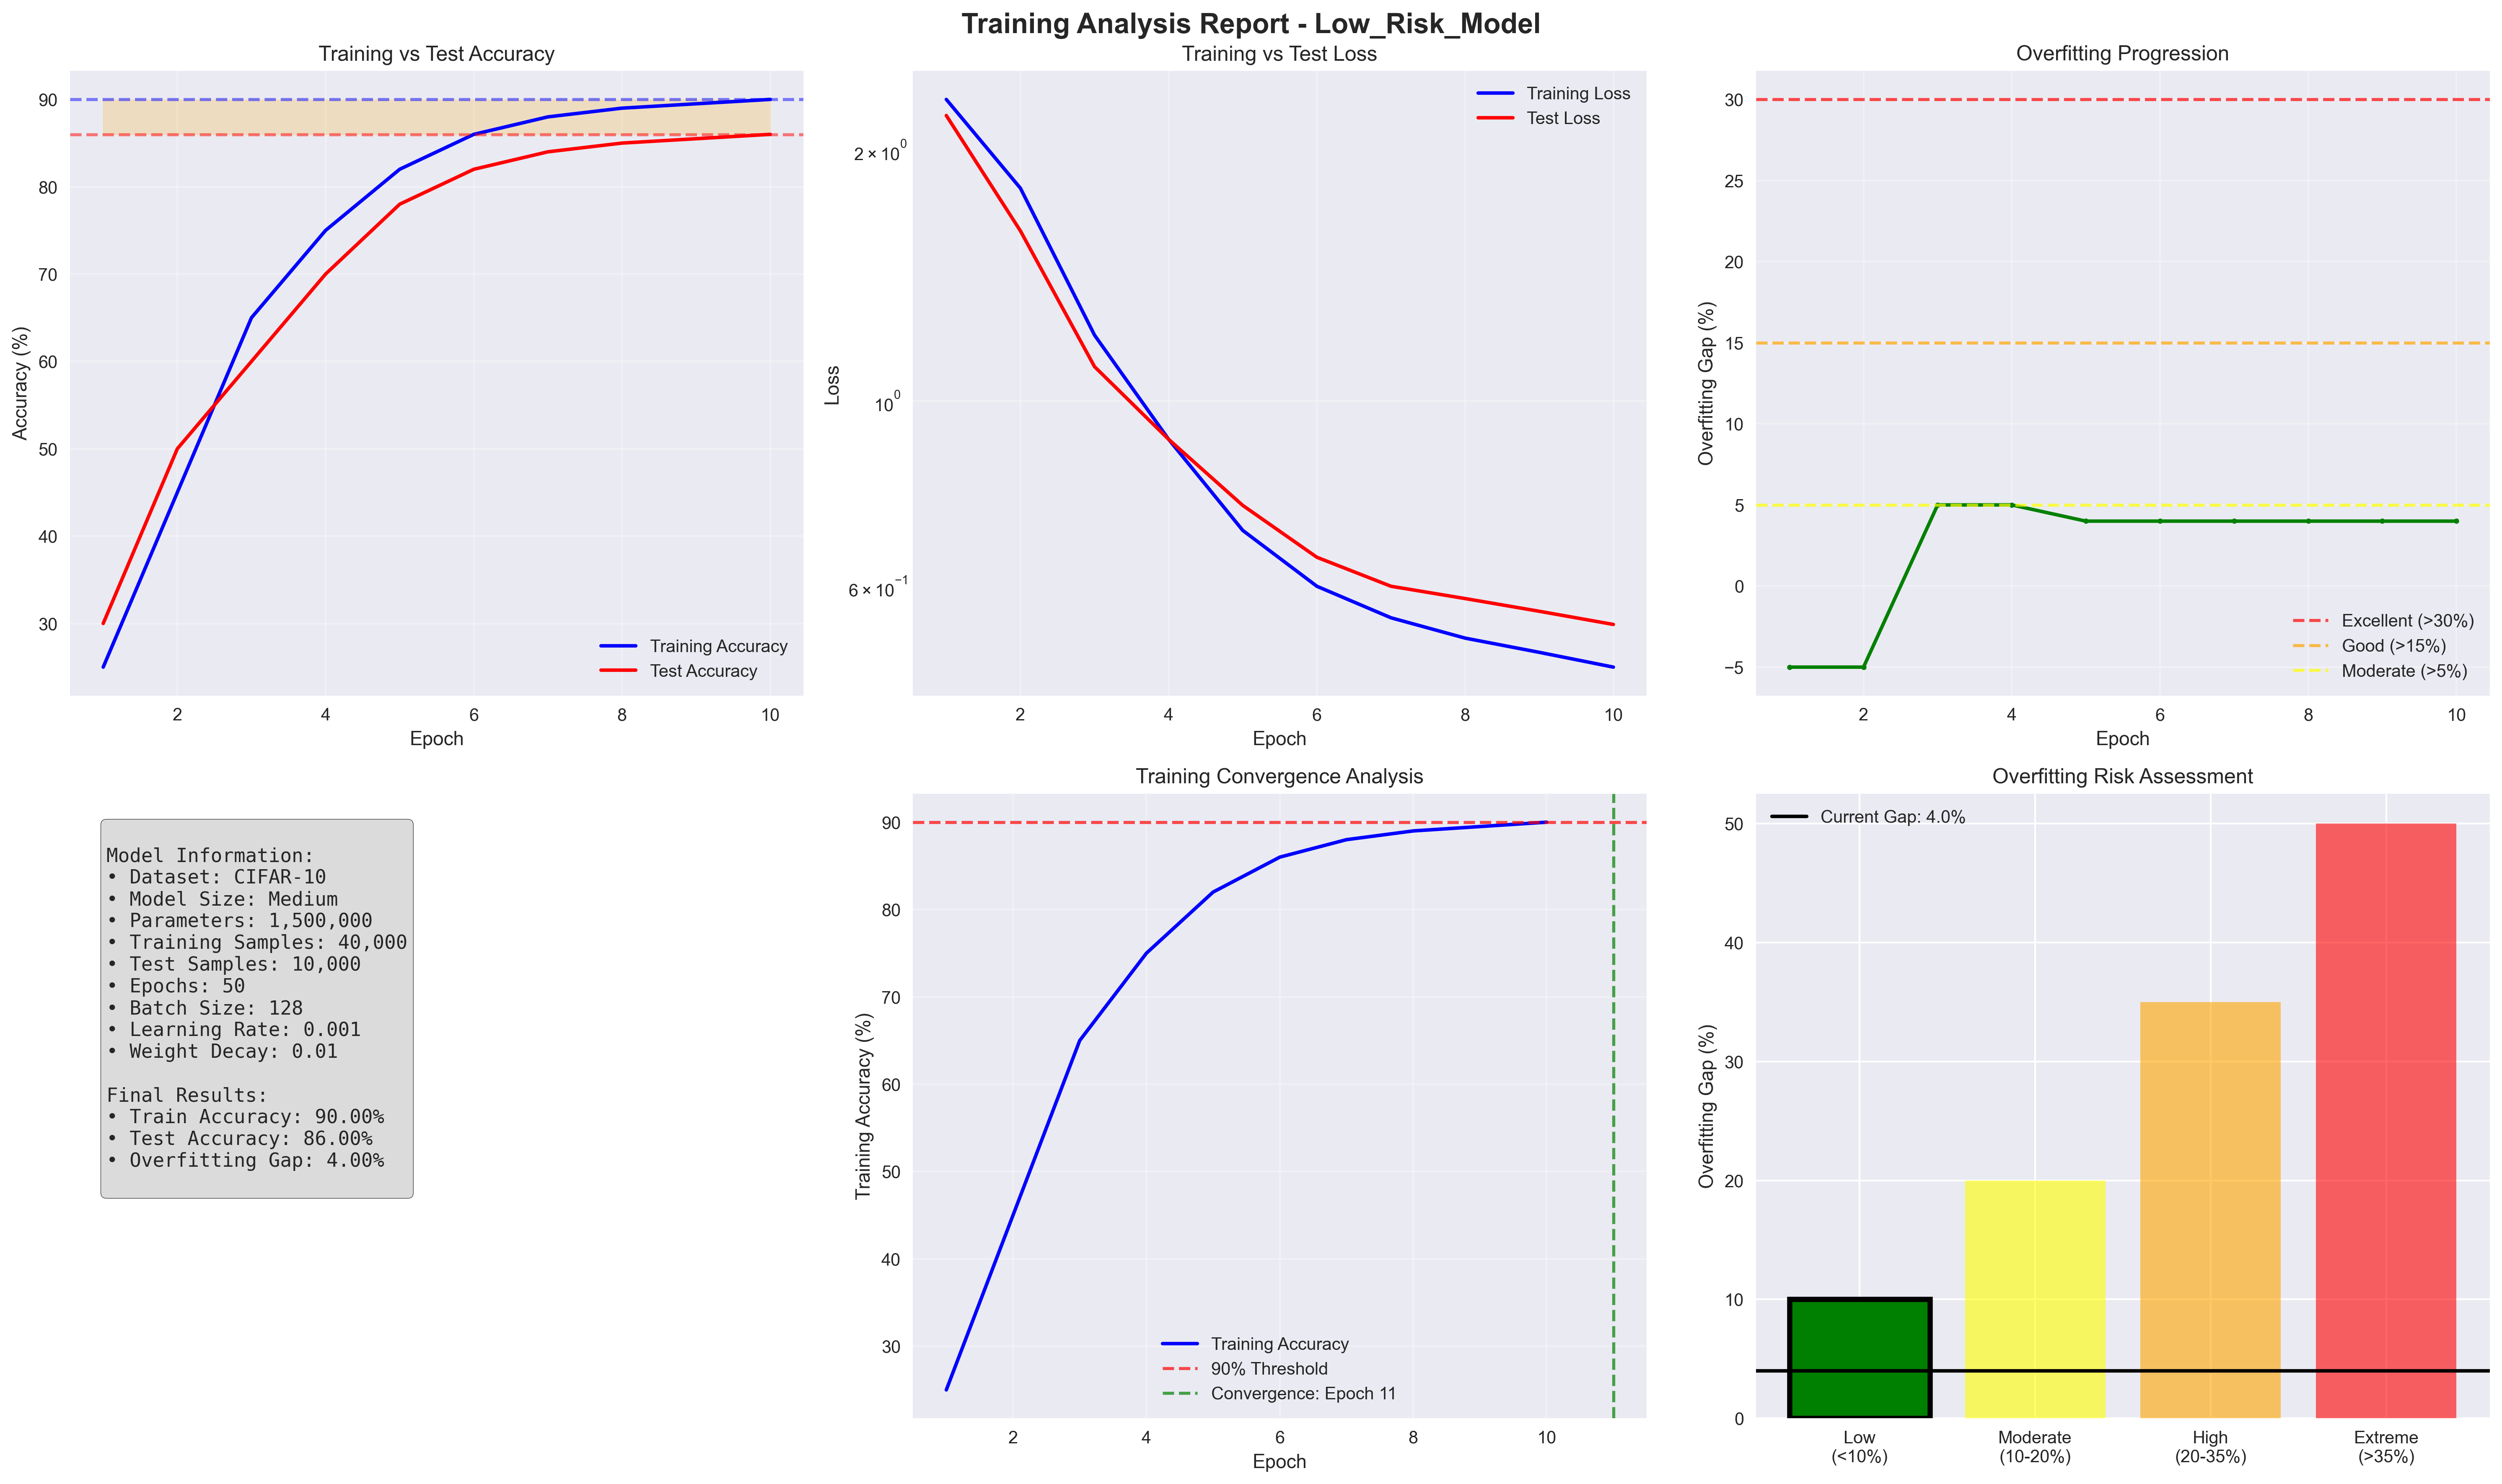 Training Analysis Report - Low_Risk_Model
Training vs Test Accuracy
90
80
70
60
50
40
30
Accuracy (%)
Training Accuracy
Test Accuracy
2
4
6
8
10
Epoch
Training vs Test Loss
2 × 10⁰
10⁰
6 × 10⁻¹
Loss
Training Loss
Test Loss
2
4
6
8
10
Epoch
Overfitting Progression
30
25
20
15
10
5
0
−5
Overfitting Gap (%)
Excellent (>30%)
Good (>15%)
Moderate (>5%)
2
4
6
8
10
Epoch
Model Information:
• Dataset: CIFAR-10
• Model Size: Medium
• Parameters: 1,500,000
• Training Samples: 40,000
• Test Samples: 10,000
• Epochs: 50
• Batch Size: 128
• Learning Rate: 0.001
• Weight Decay: 0.01
Final Results:
• Train Accuracy: 90.00%
• Test Accuracy: 86.00%
• Overfitting Gap: 4.00%
Training Convergence Analysis
90
80
70
60
50
40
30
Training Accuracy (%)
Training Accuracy
90% Threshold
Convergence: Epoch 11
2
4
6
8
10
Epoch
Overfitting Risk Assessment
Current Gap: 4.0%
50
40
30
20
10
0
Overfitting Gap (%)
Low
(<10%)
Moderate
(10-20%)
High
(20-35%)
Extreme
(>35%)